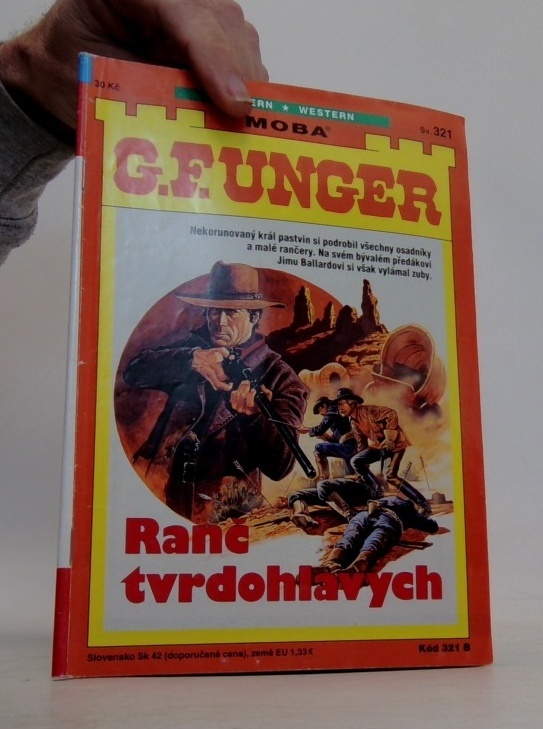 30 Kč
ERN ★ WESTERN
MOBA®
Sv. 321
G.F. UNGER
Nekorunovaný král pastvin si podrobil všechny osadníky
a malé rančery. Na svém bývalém předákovi
Jimu Ballardovi si však vylámal zuby.
Ranč
tvrdohlavých
Slovensko Sk 42 (doporučená cena), země EU 1,33 €
Kód 321 B